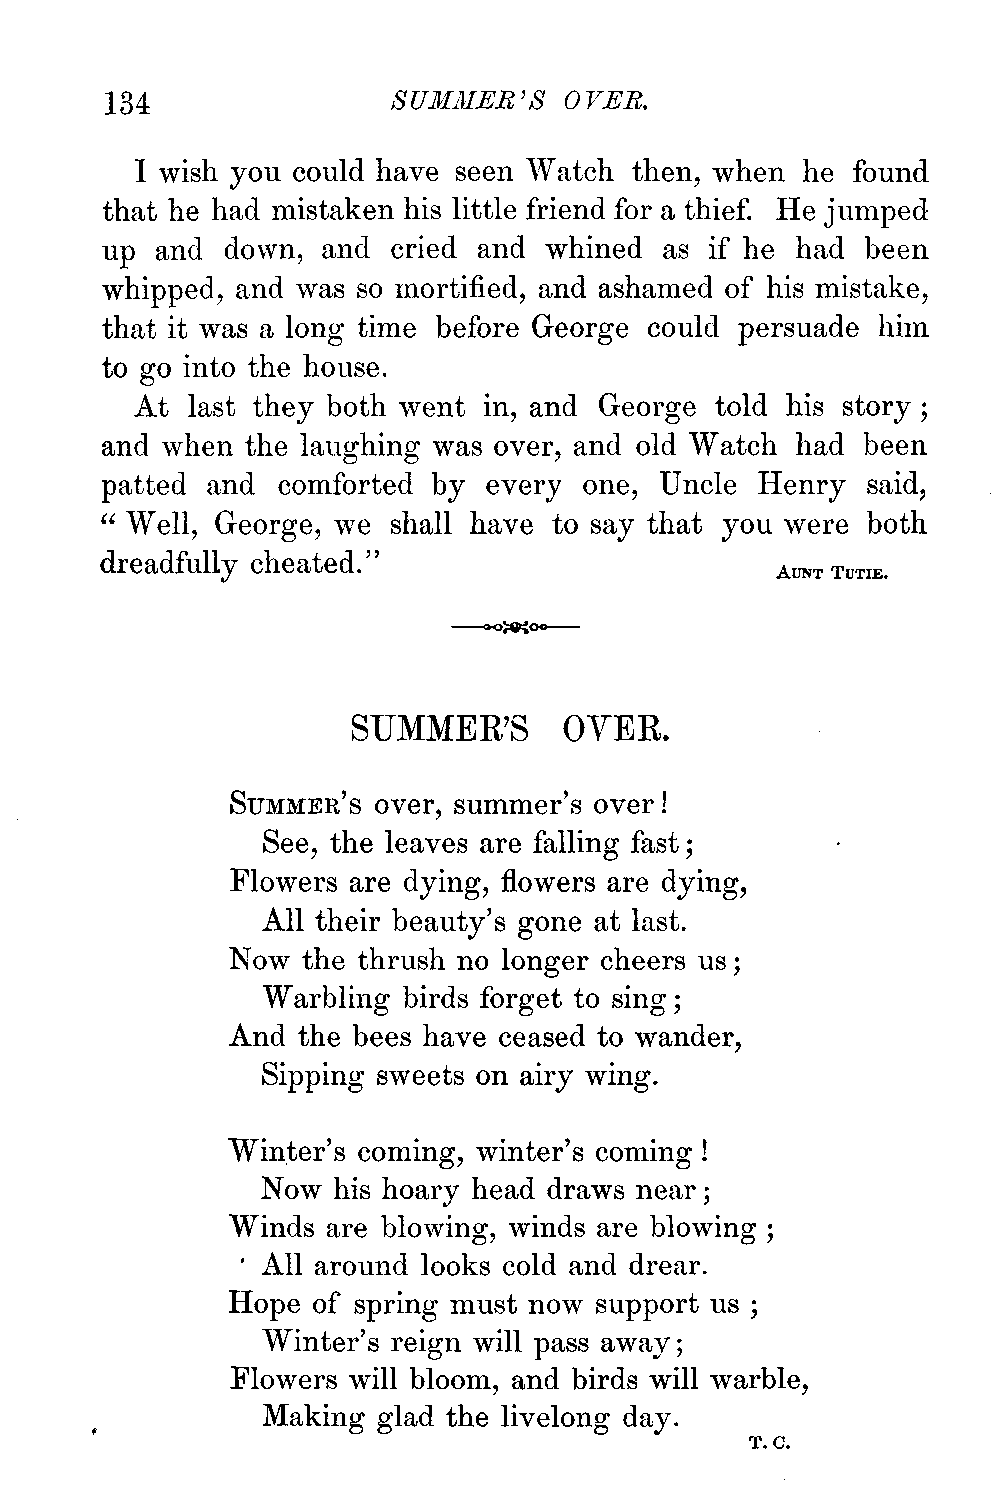 134 SUMMER'S OVER.
I wish you could have seen Watch then, when he found
that he had mistaken his little friend for a thief. He jumped
up and down, and cried and whined as if he had been
whipped, and was so mortified, and ashamed of his mistake,
that it was a long time before George could persuade him
to go into the house.
At last they both went in, and George told his story;
and when the laughing was over, and old Watch had been
patted and comforted by every one, Uncle Henry said,
“Well, George, we shall have to say that you were both
dreadfully cheated.”
AUNT TUTIE.
SUMMER'S OVER.
SUMMER's over, summer's over!
See, the leaves are falling fast;
Flowers are dying, flowers are dying,
All their beauty's gone at last.
Now the thrush no longer cheers us;
Warbling birds forget to sing;
And the bees have ceased to wander,
Sipping sweets on airy wing.
Winter's coming, winter's coming!
Now his hoary head draws near;
Winds are blowing, winds are blowing;
All around looks cold and drear.
Hope of spring must now support us;
Winter's reign will pass away;
Flowers will bloom, and birds will warble,
Making glad the livelong day.
T. C.